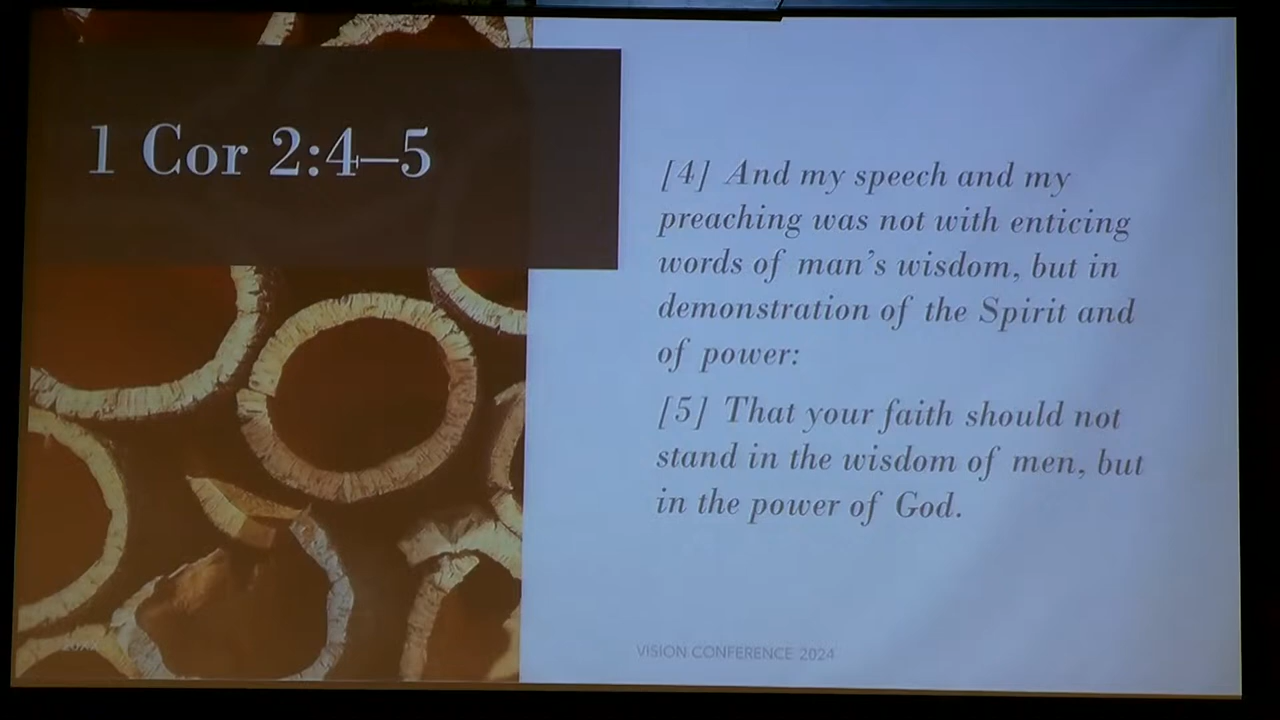 1 Cor 2:4–5
[4] And my speech and my
preaching was not with enticing
words of man’s wisdom, but in
demonstration of the Spirit and
of power:
[5] That your faith should not
stand in the wisdom of men, but
in the power of God.
VISION CONFERENCE 2024